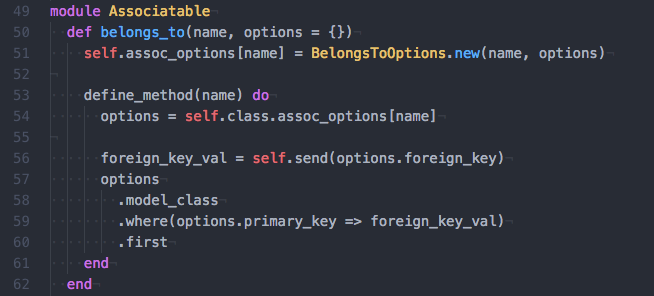 49 module Associatable
50 def belongs_to(name, options = {})
51 self.assoc_options[name] = BelongsToOptions.new(name, options)
52
53 define_method(name) do
54 options = self.class.assoc_options[name]
55
56 foreign_key_val = self.send(options.foreign_key)
57 options
58 .model_class
59 .where(options.primary_key => foreign_key_val)
60 .first
61 end
62 end